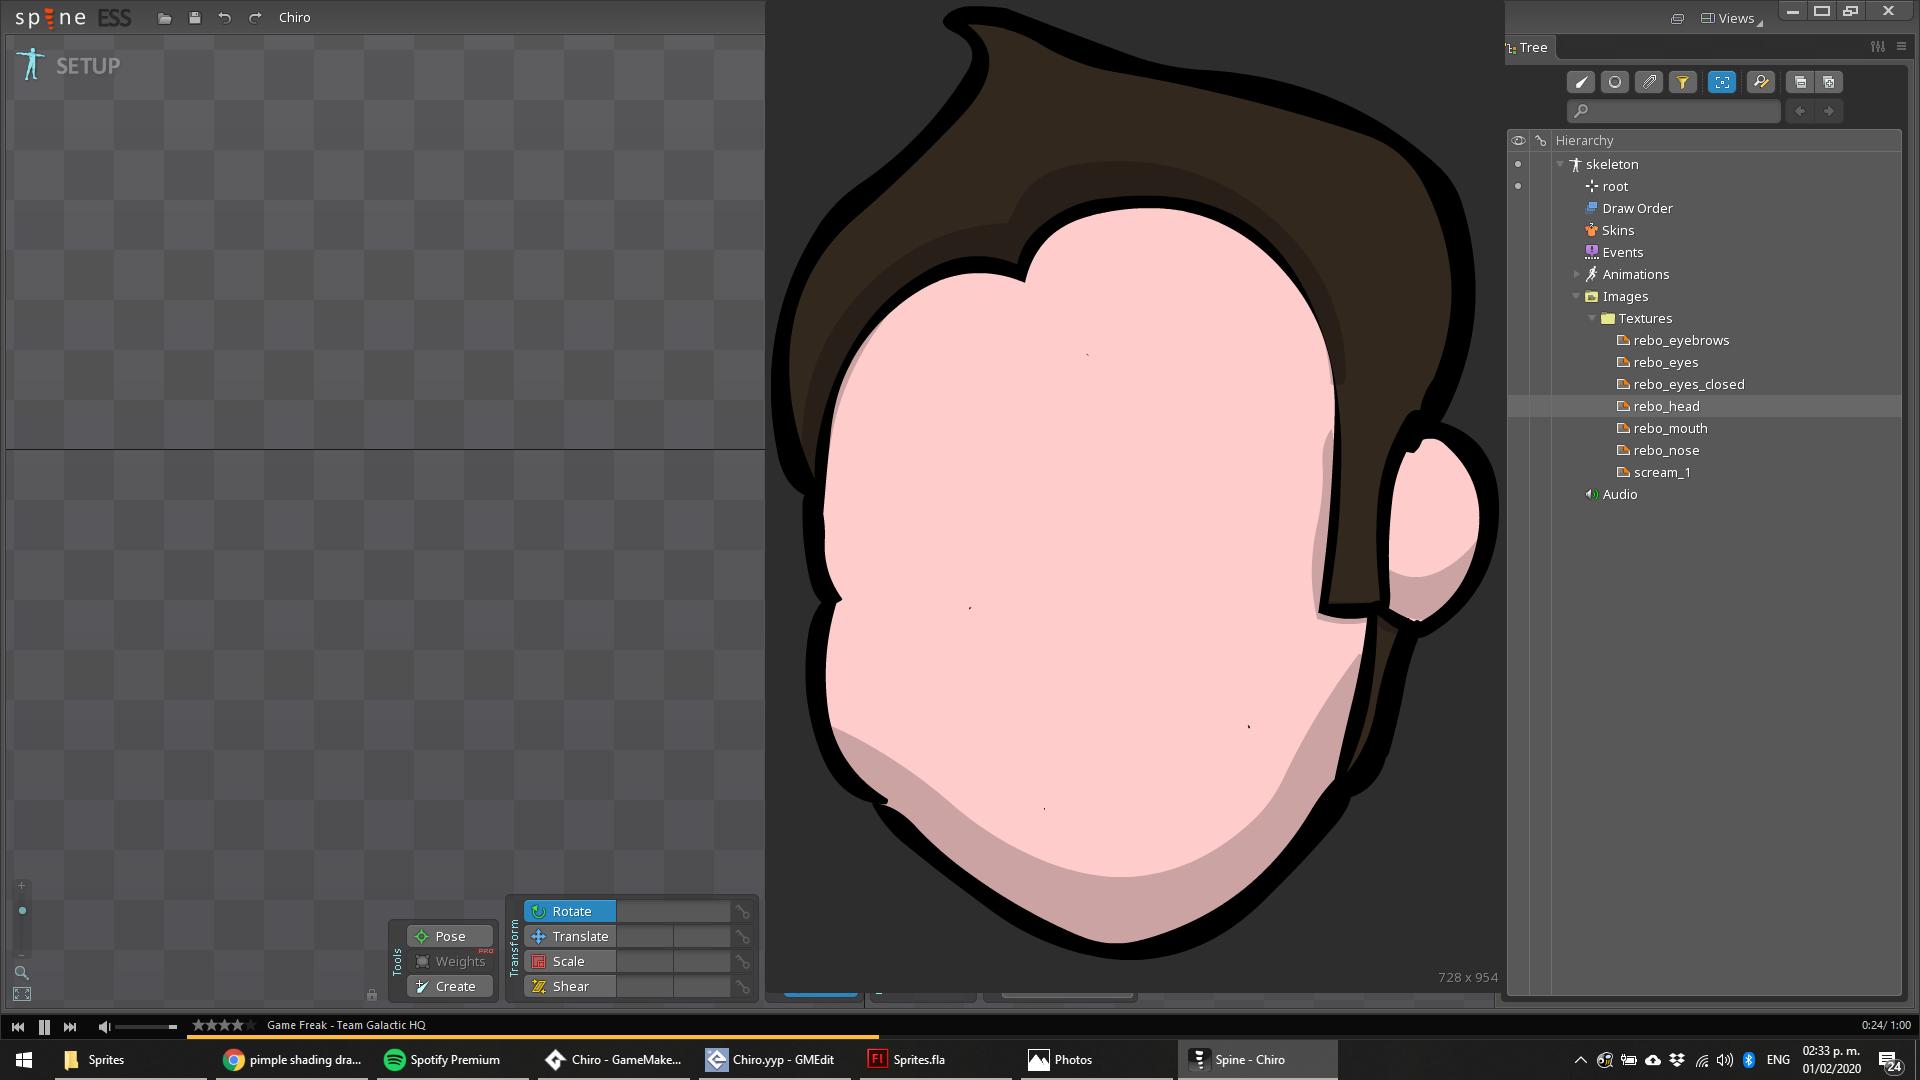 spine ESS
Chiro
Views
SETUP
Tree
Hierarchy
skeleton
root
Draw Order
Skins
Events
Animations
Images
Textures
rebo_eyebrows
rebo_eyes
rebo_eyes_closed
rebo_head
rebo_mouth
rebo_nose
scream_1
Audio
Tools
Pose
Weights PRO
Create
Transform
Rotate
Translate
Scale
Shear
728 x 954
Game Freak - Team Galactic HQ
0:24/ 1:00
Sprites
pimple shading dra...
Spotify Premium
Chiro - GameMake...
Chiro.yyp - GMEdit
Fl
Sprites.fla
Photos
Spine - Chiro
ENG
02:33 p. m.
01/02/2020
24